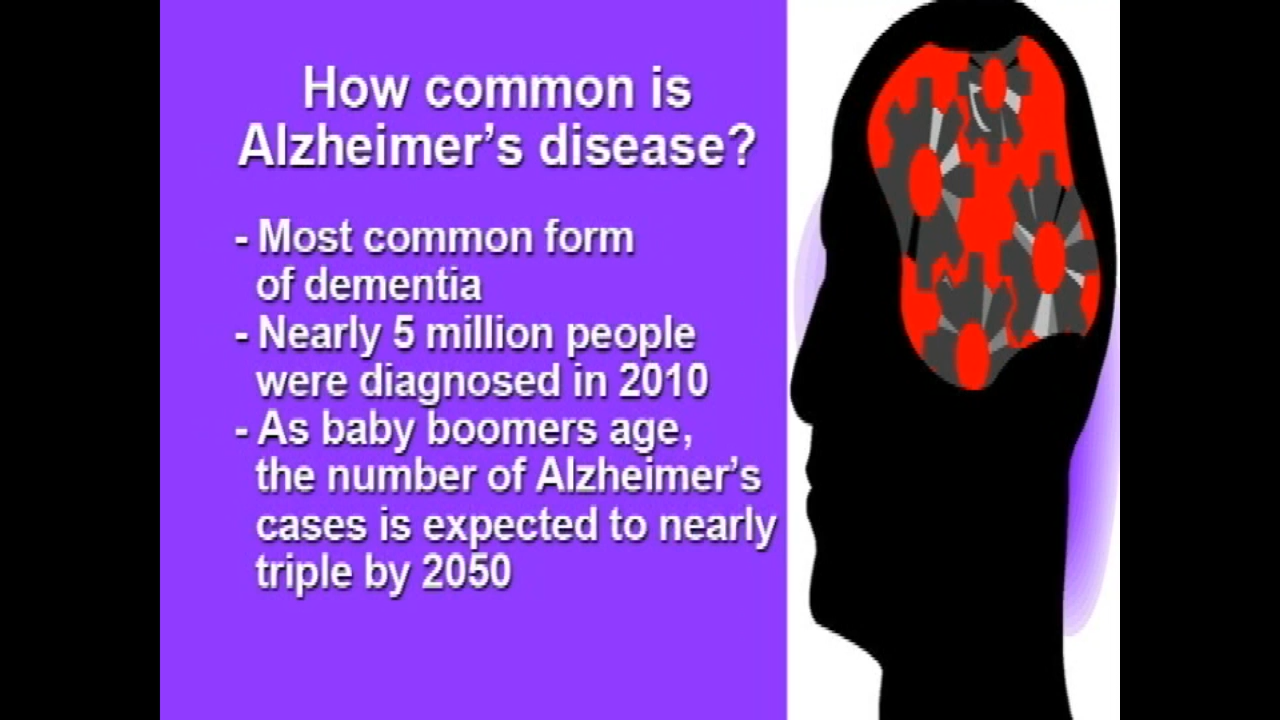 How common is
Alzheimer's disease?
- Most common form
of dementia
- Nearly 5 million people
were diagnosed in 2010
- As baby boomers age,
the number of Alzheimer's
cases is expected to nearly
triple by 2050